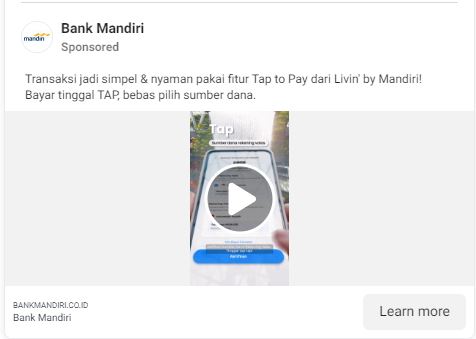 Bank Mandiri
Sponsored
mandiri
Transaksi jadi simpel & nyaman pakai fitur Tap to Pay dari Livin' by Mandiri!
Bayar tinggal TAP, bebas pilih sumber dana.
Tap
Sumber dana rekening valas
BANKMANDIRI.CO.ID
Bank Mandiri
Learn more